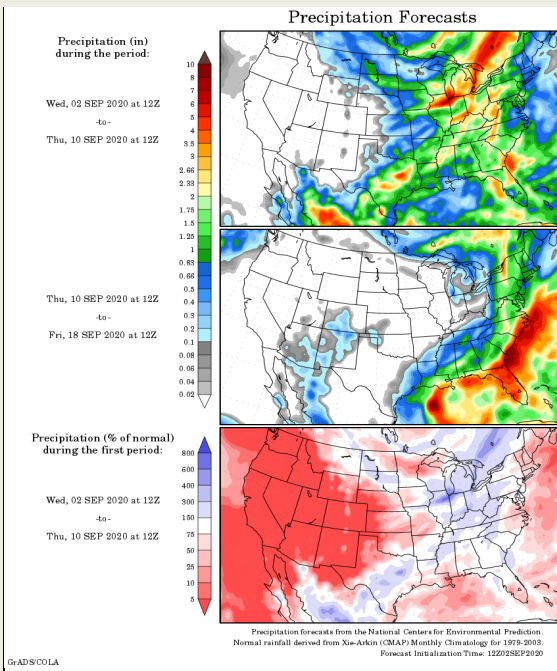 Precipitation Forecasts
Precipitation (in)
during the period:
Wed, 02 SEP 2020 at 12Z
-to-
Thu, 10 SEP 2020 at 12Z
10
8
7
6
5
4
3.5
3
2.66
2.33
2
1.75
1.5
1.25
1
0.83
0.66
0.5
0.4
0.3
0.2
0.1
0.08
0.06
0.04
0.02
Thu, 10 SEP 2020 at 12Z
-to-
Fri, 18 SEP 2020 at 12Z
Precipitation (% of normal)
during the first period:
Wed, 02 SEP 2020 at 12Z
-to-
Thu, 10 SEP 2020 at 12Z
800
600
400
300
150
75
50
25
10
5
Precipitation forecasts from the National Centers for Environmental Prediction.
Normal rainfall derived from Xie-Arkin (CMAP) Monthly Climatology for 1979-2003.
Forecast Initialization Time: 12Z02SEP2020
GrADS/COLA